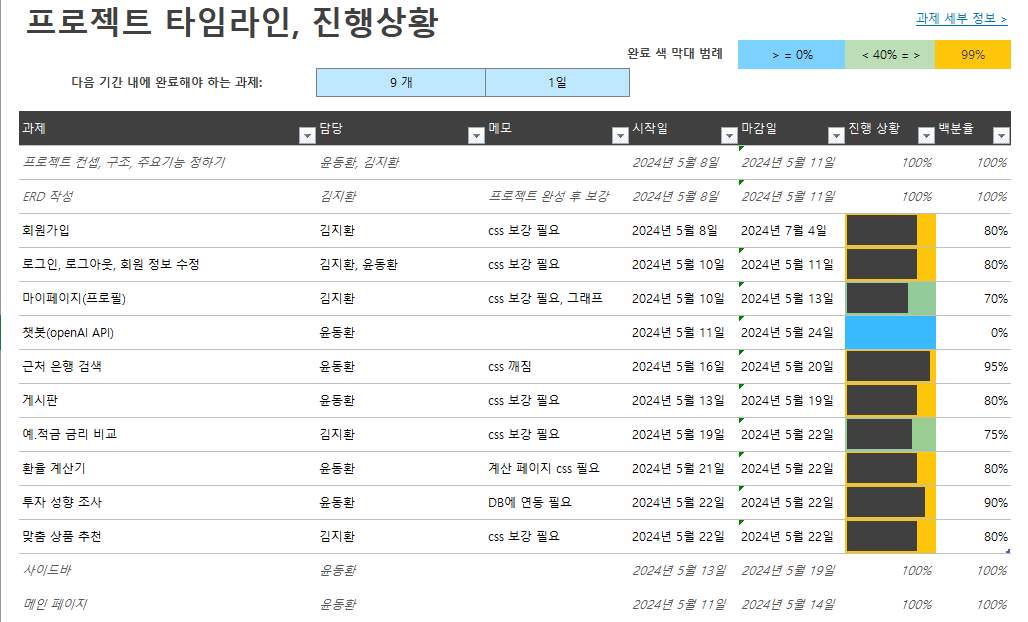 프로젝트 타임라인, 진행상황
과제 세부 정보 >
완료 색 막대 범례 > = 0% < 40% = > 99%
다음 기간 내에 완료해야 하는 과제: 9 개 1일
과제 담당 메모 시작일 마감일 진행 상황 백분율
프로젝트 컨셉, 구조, 주요기능 정하기 윤동환, 김지환 2024년 5월 8일 2024년 5월 11일 100% 100%
ERD 작성 김지환 프로젝트 완성 후 보강 2024년 5월 8일 2024년 5월 11일 100% 100%
회원가입 김지환 css 보강 필요 2024년 5월 8일 2024년 7월 4일 80%
로그인, 로그아웃, 회원 정보 수정 김지환, 윤동환 css 보강 필요 2024년 5월 10일 2024년 5월 11일 80%
마이페이지(프로필) 김지환 css 보강 필요, 그래프 2024년 5월 10일 2024년 5월 13일 70%
챗봇(openAI API) 윤동환 2024년 5월 11일 2024년 5월 24일 0%
근처 은행 검색 윤동환 css 깨짐 2024년 5월 16일 2024년 5월 20일 95%
게시판 윤동환 css 보강 필요 2024년 5월 13일 2024년 5월 19일 80%
예.적금 금리 비교 김지환 css 보강 필요 2024년 5월 19일 2024년 5월 22일 75%
환율 계산기 윤동환 계산 페이지 css 필요 2024년 5월 21일 2024년 5월 22일 80%
투자 성향 조사 윤동환 DB에 연동 필요 2024년 5월 22일 2024년 5월 22일 90%
맞춤 상품 추천 김지환 css 보강 필요 2024년 5월 22일 2024년 5월 22일 80%
사이드바 윤동환 2024년 5월 13일 2024년 5월 19일 100% 100%
메인 페이지 윤동환 2024년 5월 11일 2024년 5월 14일 100% 100%